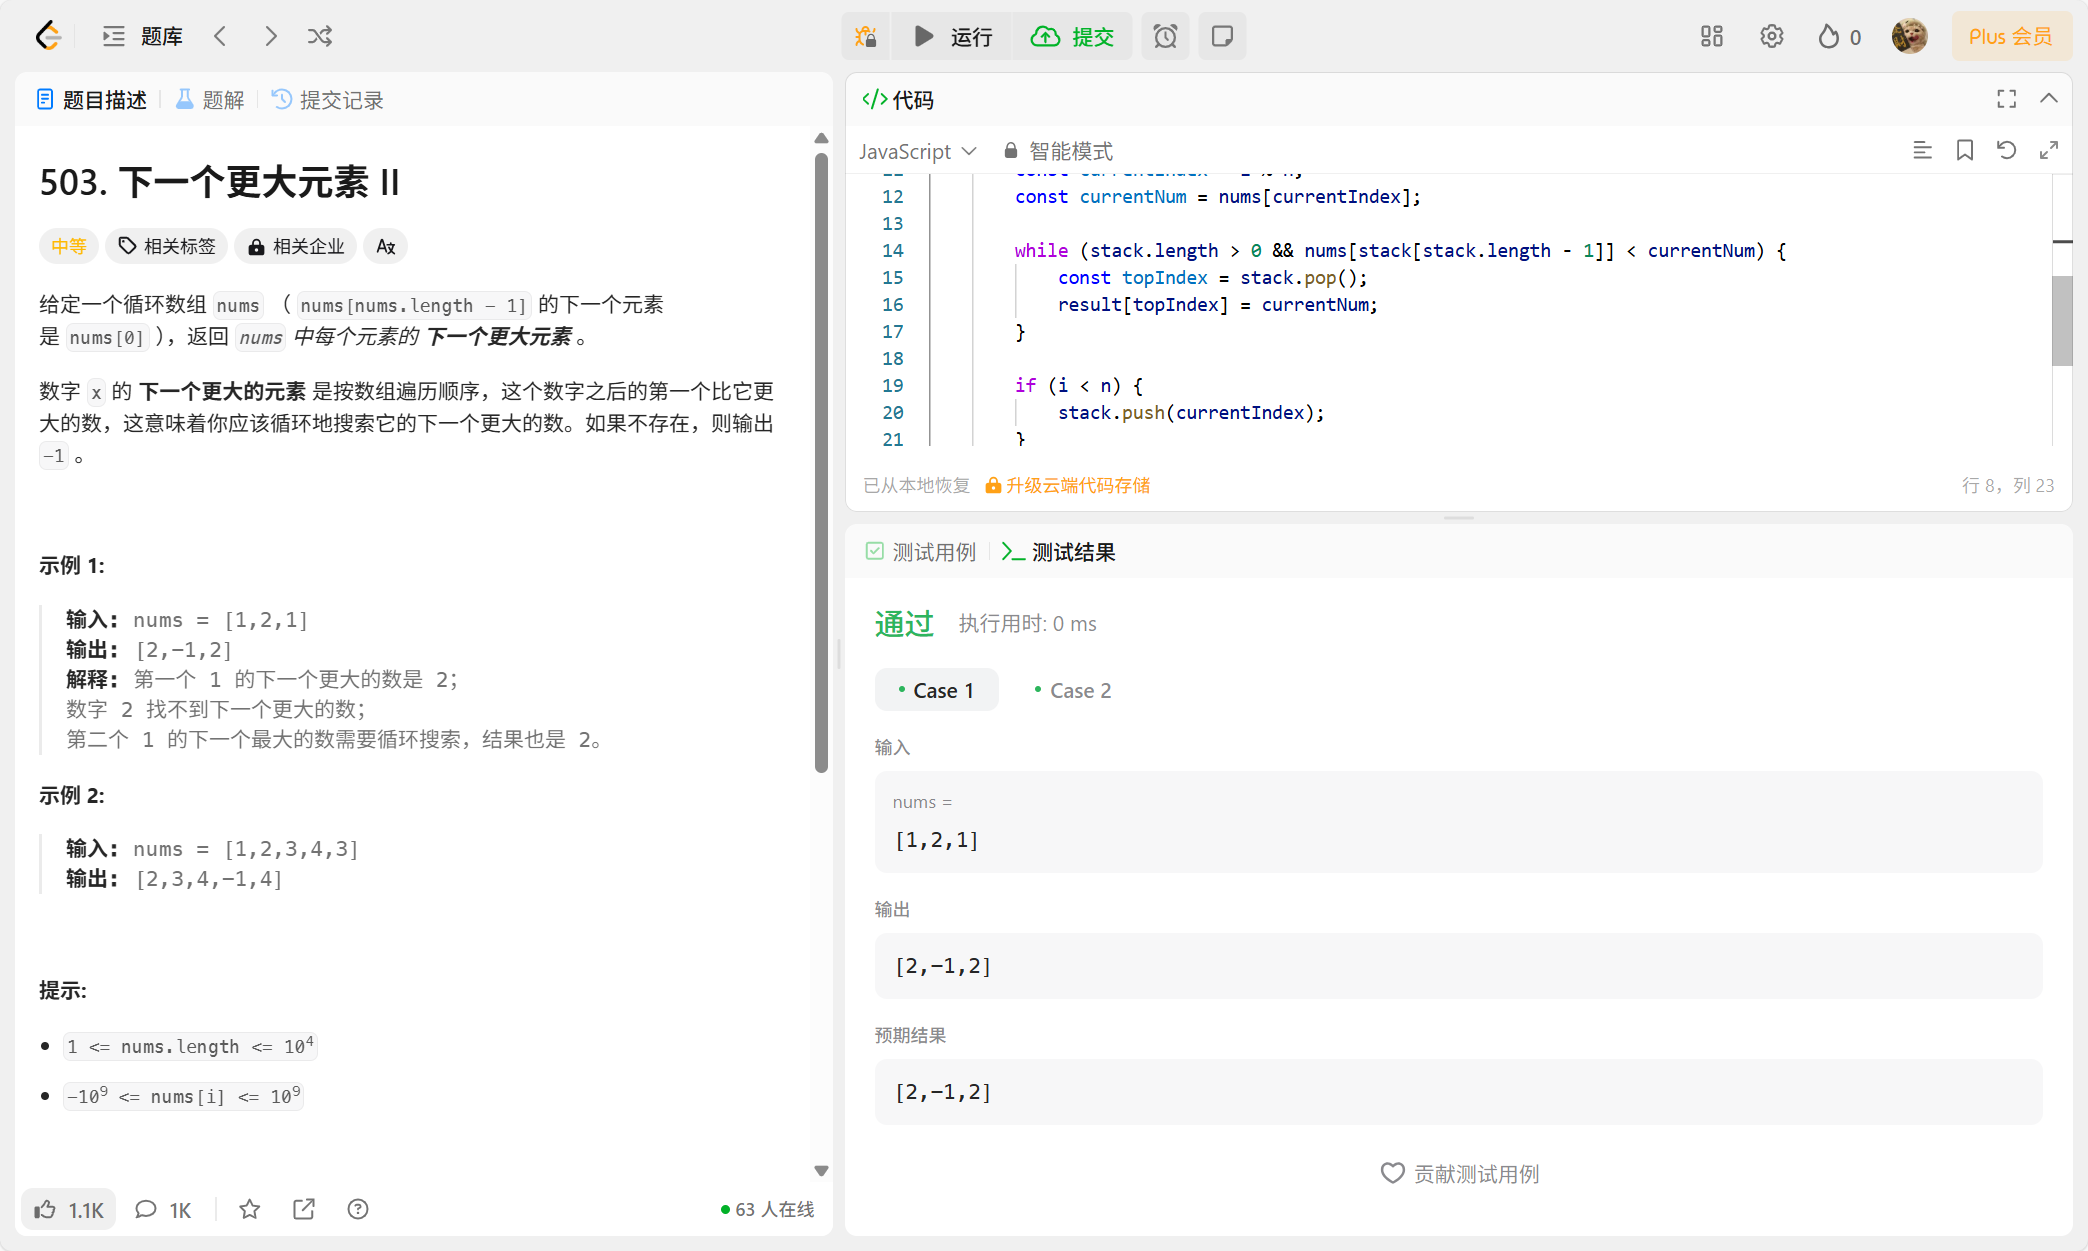 题库
运行
提交
0
Plus 会员
题目描述
题解
提交记录
503. 下一个更大元素 II
中等
相关标签
相关企业
给定一个循环数组 nums （ nums[nums.length - 1] 的下一个元素
是 nums[0] ），返回 nums 中每个元素的 下一个更大元素 。
数字 x 的 下一个更大的元素 是按数组遍历顺序，这个数字之后的第一个比它更
大的数，这意味着你应该循环地搜索它的下一个更大的数。如果不存在，则输出
-1 。
示例 1:
输入: nums = [1,2,1]
输出: [2,-1,2]
解释: 第一个 1 的下一个更大的数是 2；
数字 2 找不到下一个更大的数；
第二个 1 的下一个最大的数需要循环搜索，结果也是 2。
示例 2:
输入: nums = [1,2,3,4,3]
输出: [2,3,4,-1,4]
提示:
1 <= nums.length <= 10⁴
-10⁹ <= nums[i] <= 10⁹
1.1K
1K
63 人在线
</> 代码
JavaScript
智能模式
12 const currentNum = nums[currentIndex];
13
14 while (stack.length > 0 && nums[stack[stack.length - 1]] < currentNum) {
15 const topIndex = stack.pop();
16 result[topIndex] = currentNum;
17 }
18
19 if (i < n) {
20 stack.push(currentIndex);
21 }
已从本地恢复
升级云端代码存储
行 8，列 23
测试用例
测试结果
通过
执行用时: 0 ms
Case 1
Case 2
输入
nums =
[1,2,1]
输出
[2,-1,2]
预期结果
[2,-1,2]
贡献测试用例